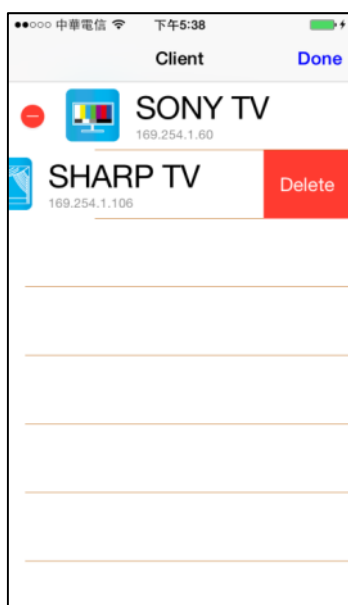 中華電信 下午5:38
Client Done
SONY TV
169.254.1.60
SHARP TV
169.254.1.106
Delete